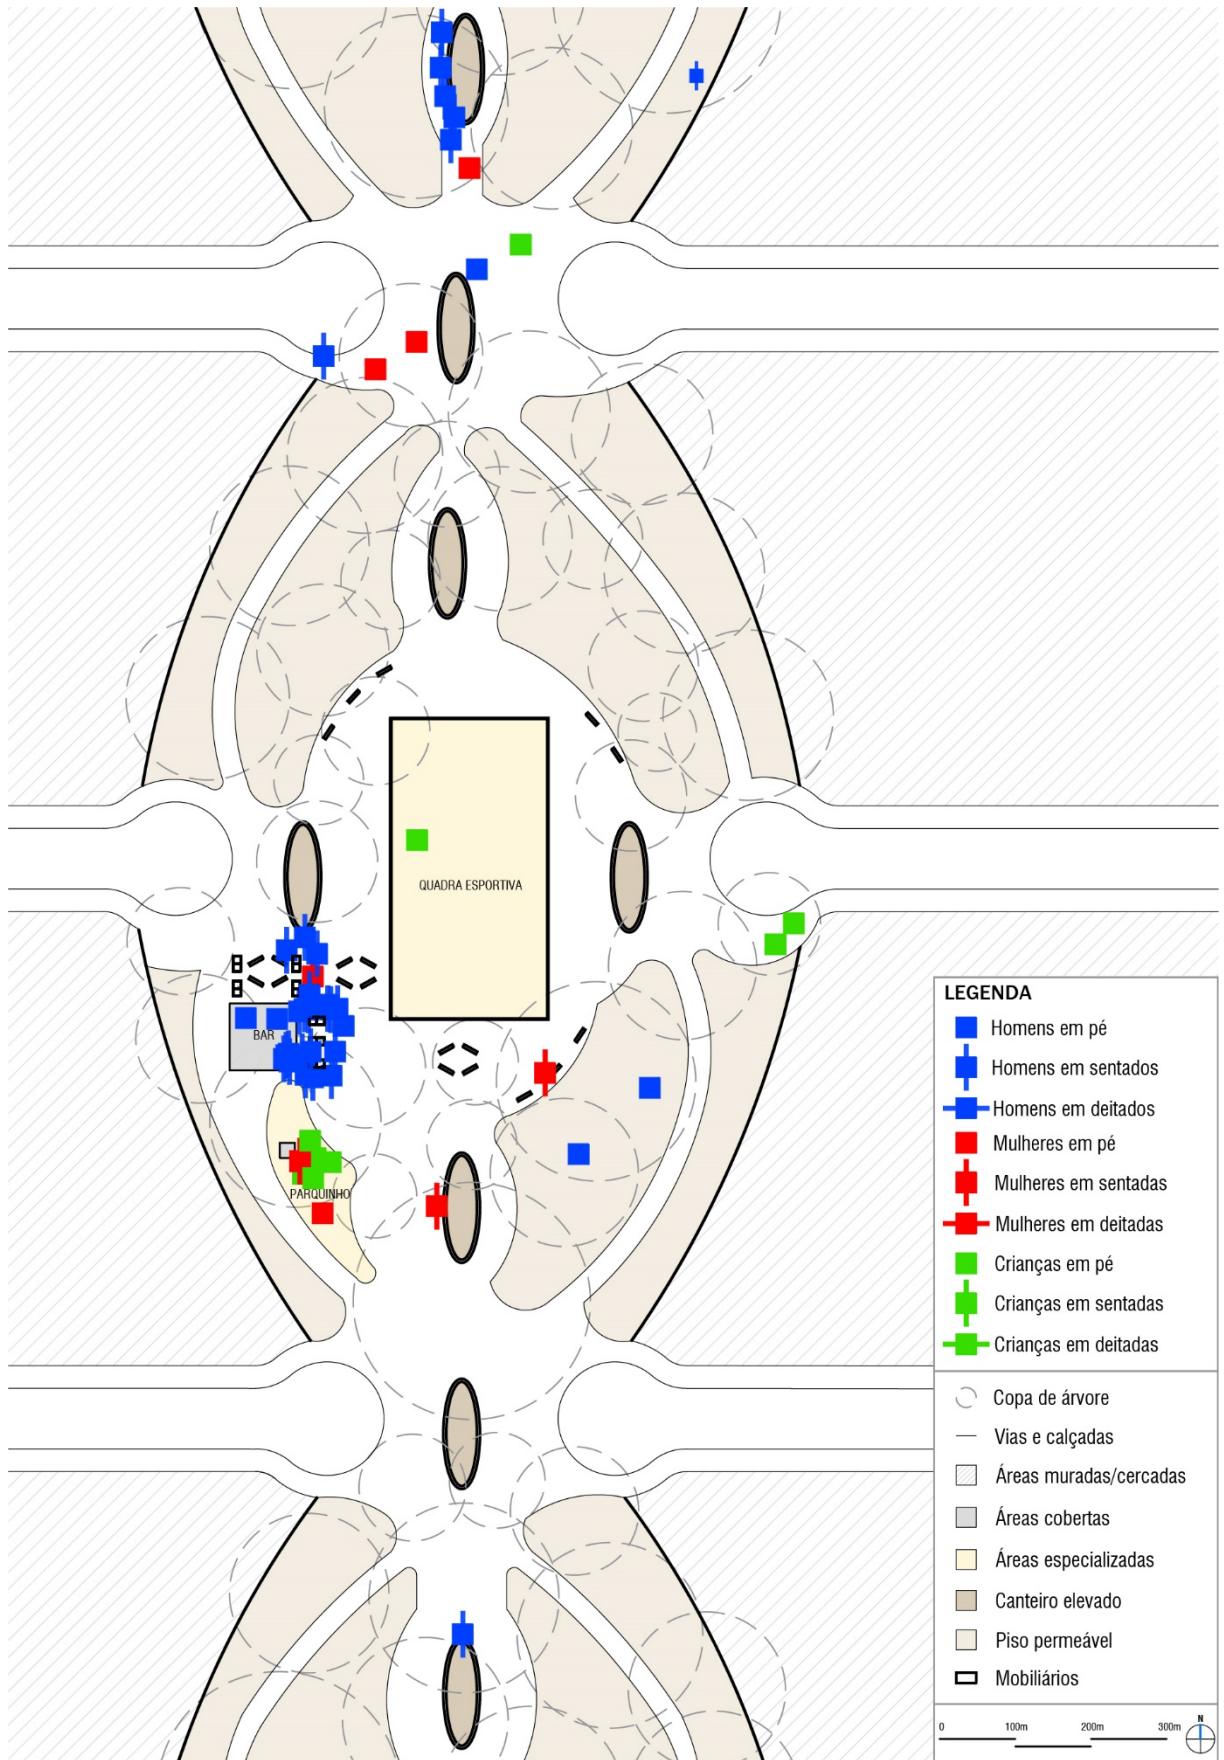 QUADRA ESPORTIVA
BAR
PARQUINHO
LEGENDA
Homens em pé
Homens em sentados
Homens em deitados
Mulheres em pé
Mulheres em sentadas
Mulheres em deitadas
Crianças em pé
Crianças em sentadas
Crianças em deitadas
Copa de árvore
Vias e calçadas
Áreas muradas/cercadas
Áreas cobertas
Áreas especializadas
Canteiro elevado
Piso permeável
Mobiliários
0 100m 200m 300m N